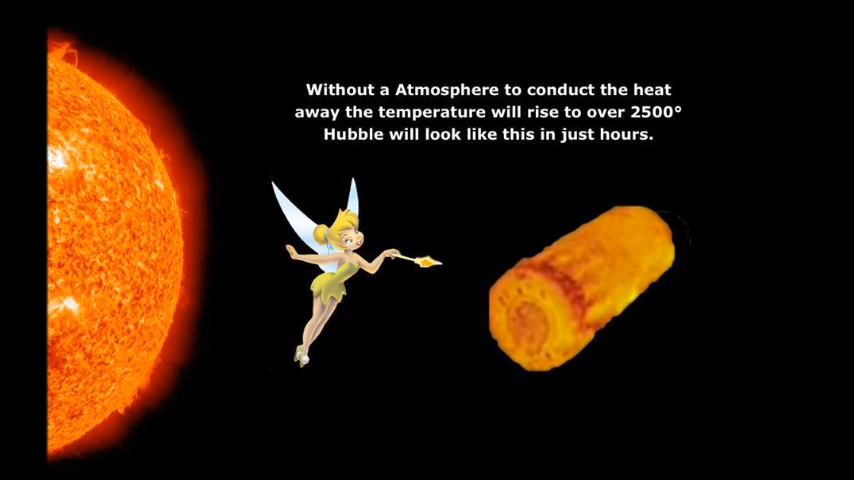 Without a Atmosphere to conduct the heat
away the temperature will rise to over 2500°
Hubble will look like this in just hours.